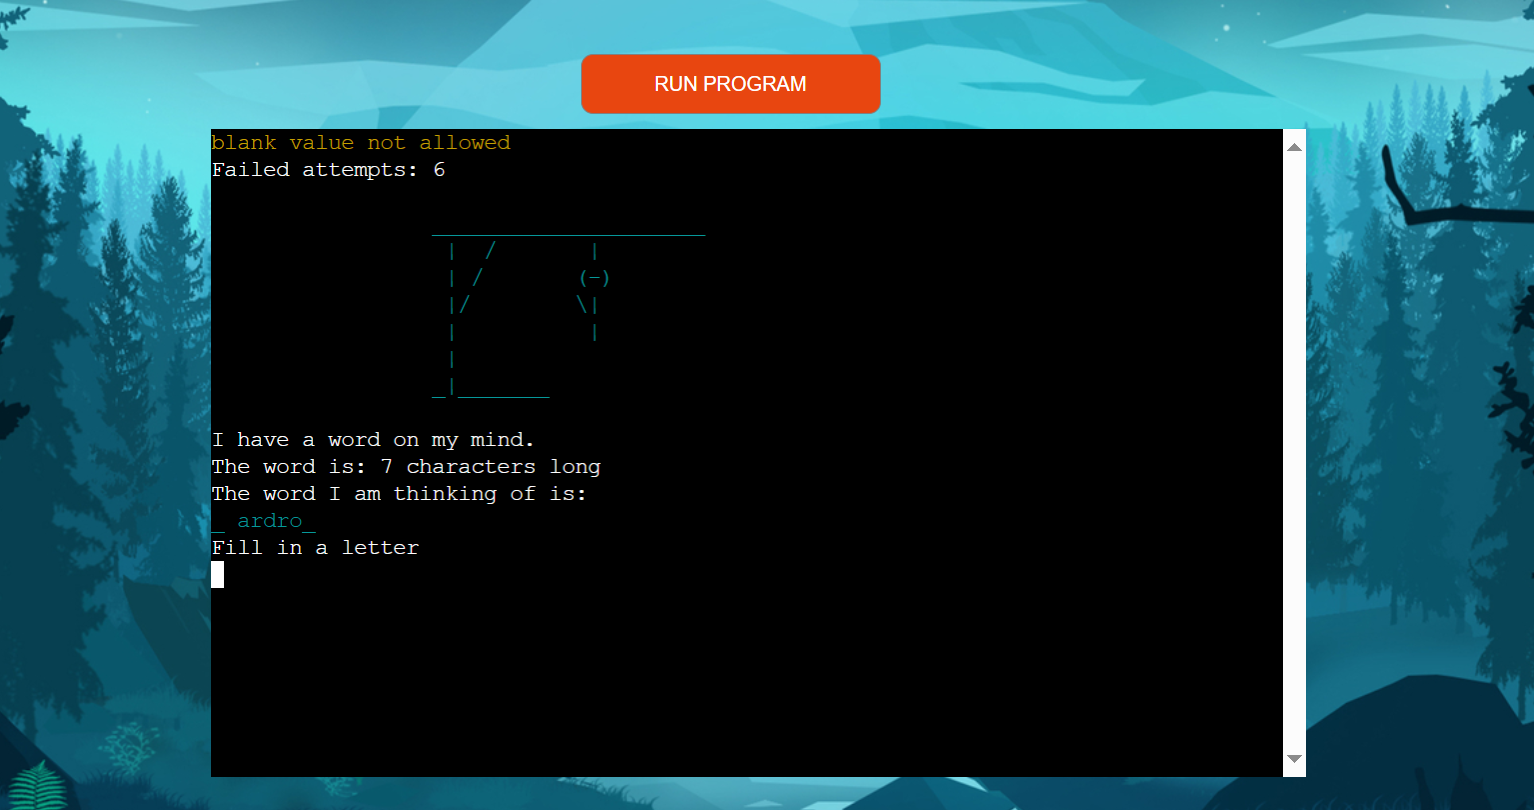 RUN PROGRAM
blank value not allowed
Failed attempts: 6
_____________________
|  /       |
| /       (-)
|/        \|
|          |
|
_|_______
I have a word on my mind.
The word is: 7 characters long
The word I am thinking of is:
_ ardro_
Fill in a letter